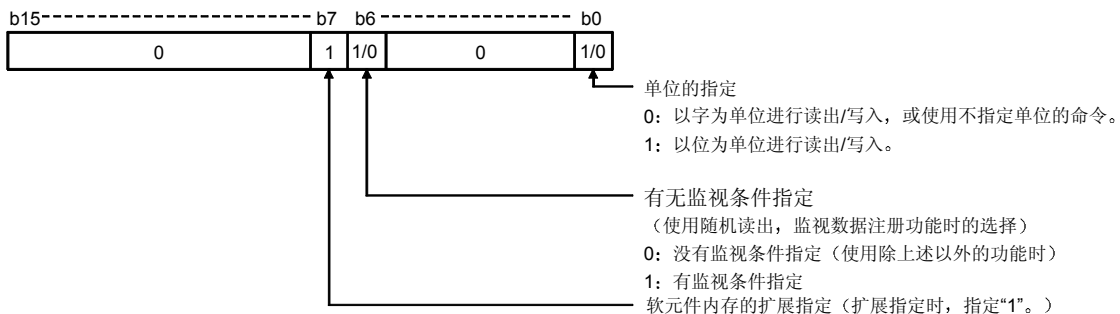 b15 b7 b6 b0
0 1 1/0 0 1/0
单位的指定
0：以字为单位进行读出/写入，或使用不指定单位的命令。
1：以位为单位进行读出/写入。
有无监视条件指定
（使用随机读出，监视数据注册功能时的选择）
0：没有监视条件指定（使用除上述以外的功能时）
1：有监视条件指定
软元件内存的扩展指定（扩展指定时，指定“1”。）